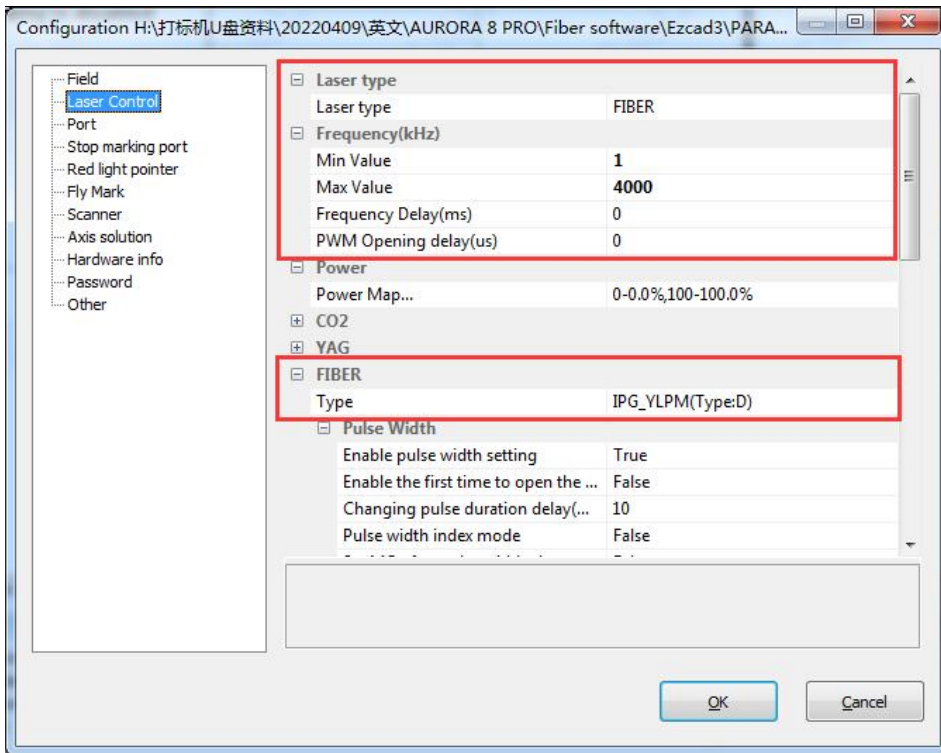 Configuration H:\打标机U盘资料\20220409\英文\AURORA 8 PRO\Fiber software\Ezcad3\PARA...
Field
Laser Control
Port
Stop marking port
Red light pointer
Fly Mark
Scanner
Axis solution
Hardware info
Password
Other
Laser type
Laser type FIBER
Frequency(kHz)
Min Value 1
Max Value 4000
Frequency Delay(ms) 0
PWM Opening delay(us) 0
Power
Power Map... 0-0.0%,100-100.0%
CO2
YAG
FIBER
Type IPG_YLPM(Type:D)
Pulse Width
Enable pulse width setting True
Enable the first time to open the ... False
Changing pulse duration delay(... 10
Pulse width index mode False
OK Cancel